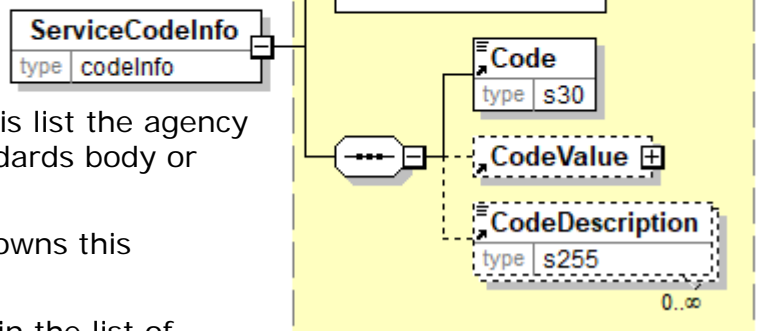 ServiceCodeInfo
type codeInfo
is list the agency
dards body or
owns this
in the list of
Code
type s30
CodeValue
CodeDescription
type s255
0..∞